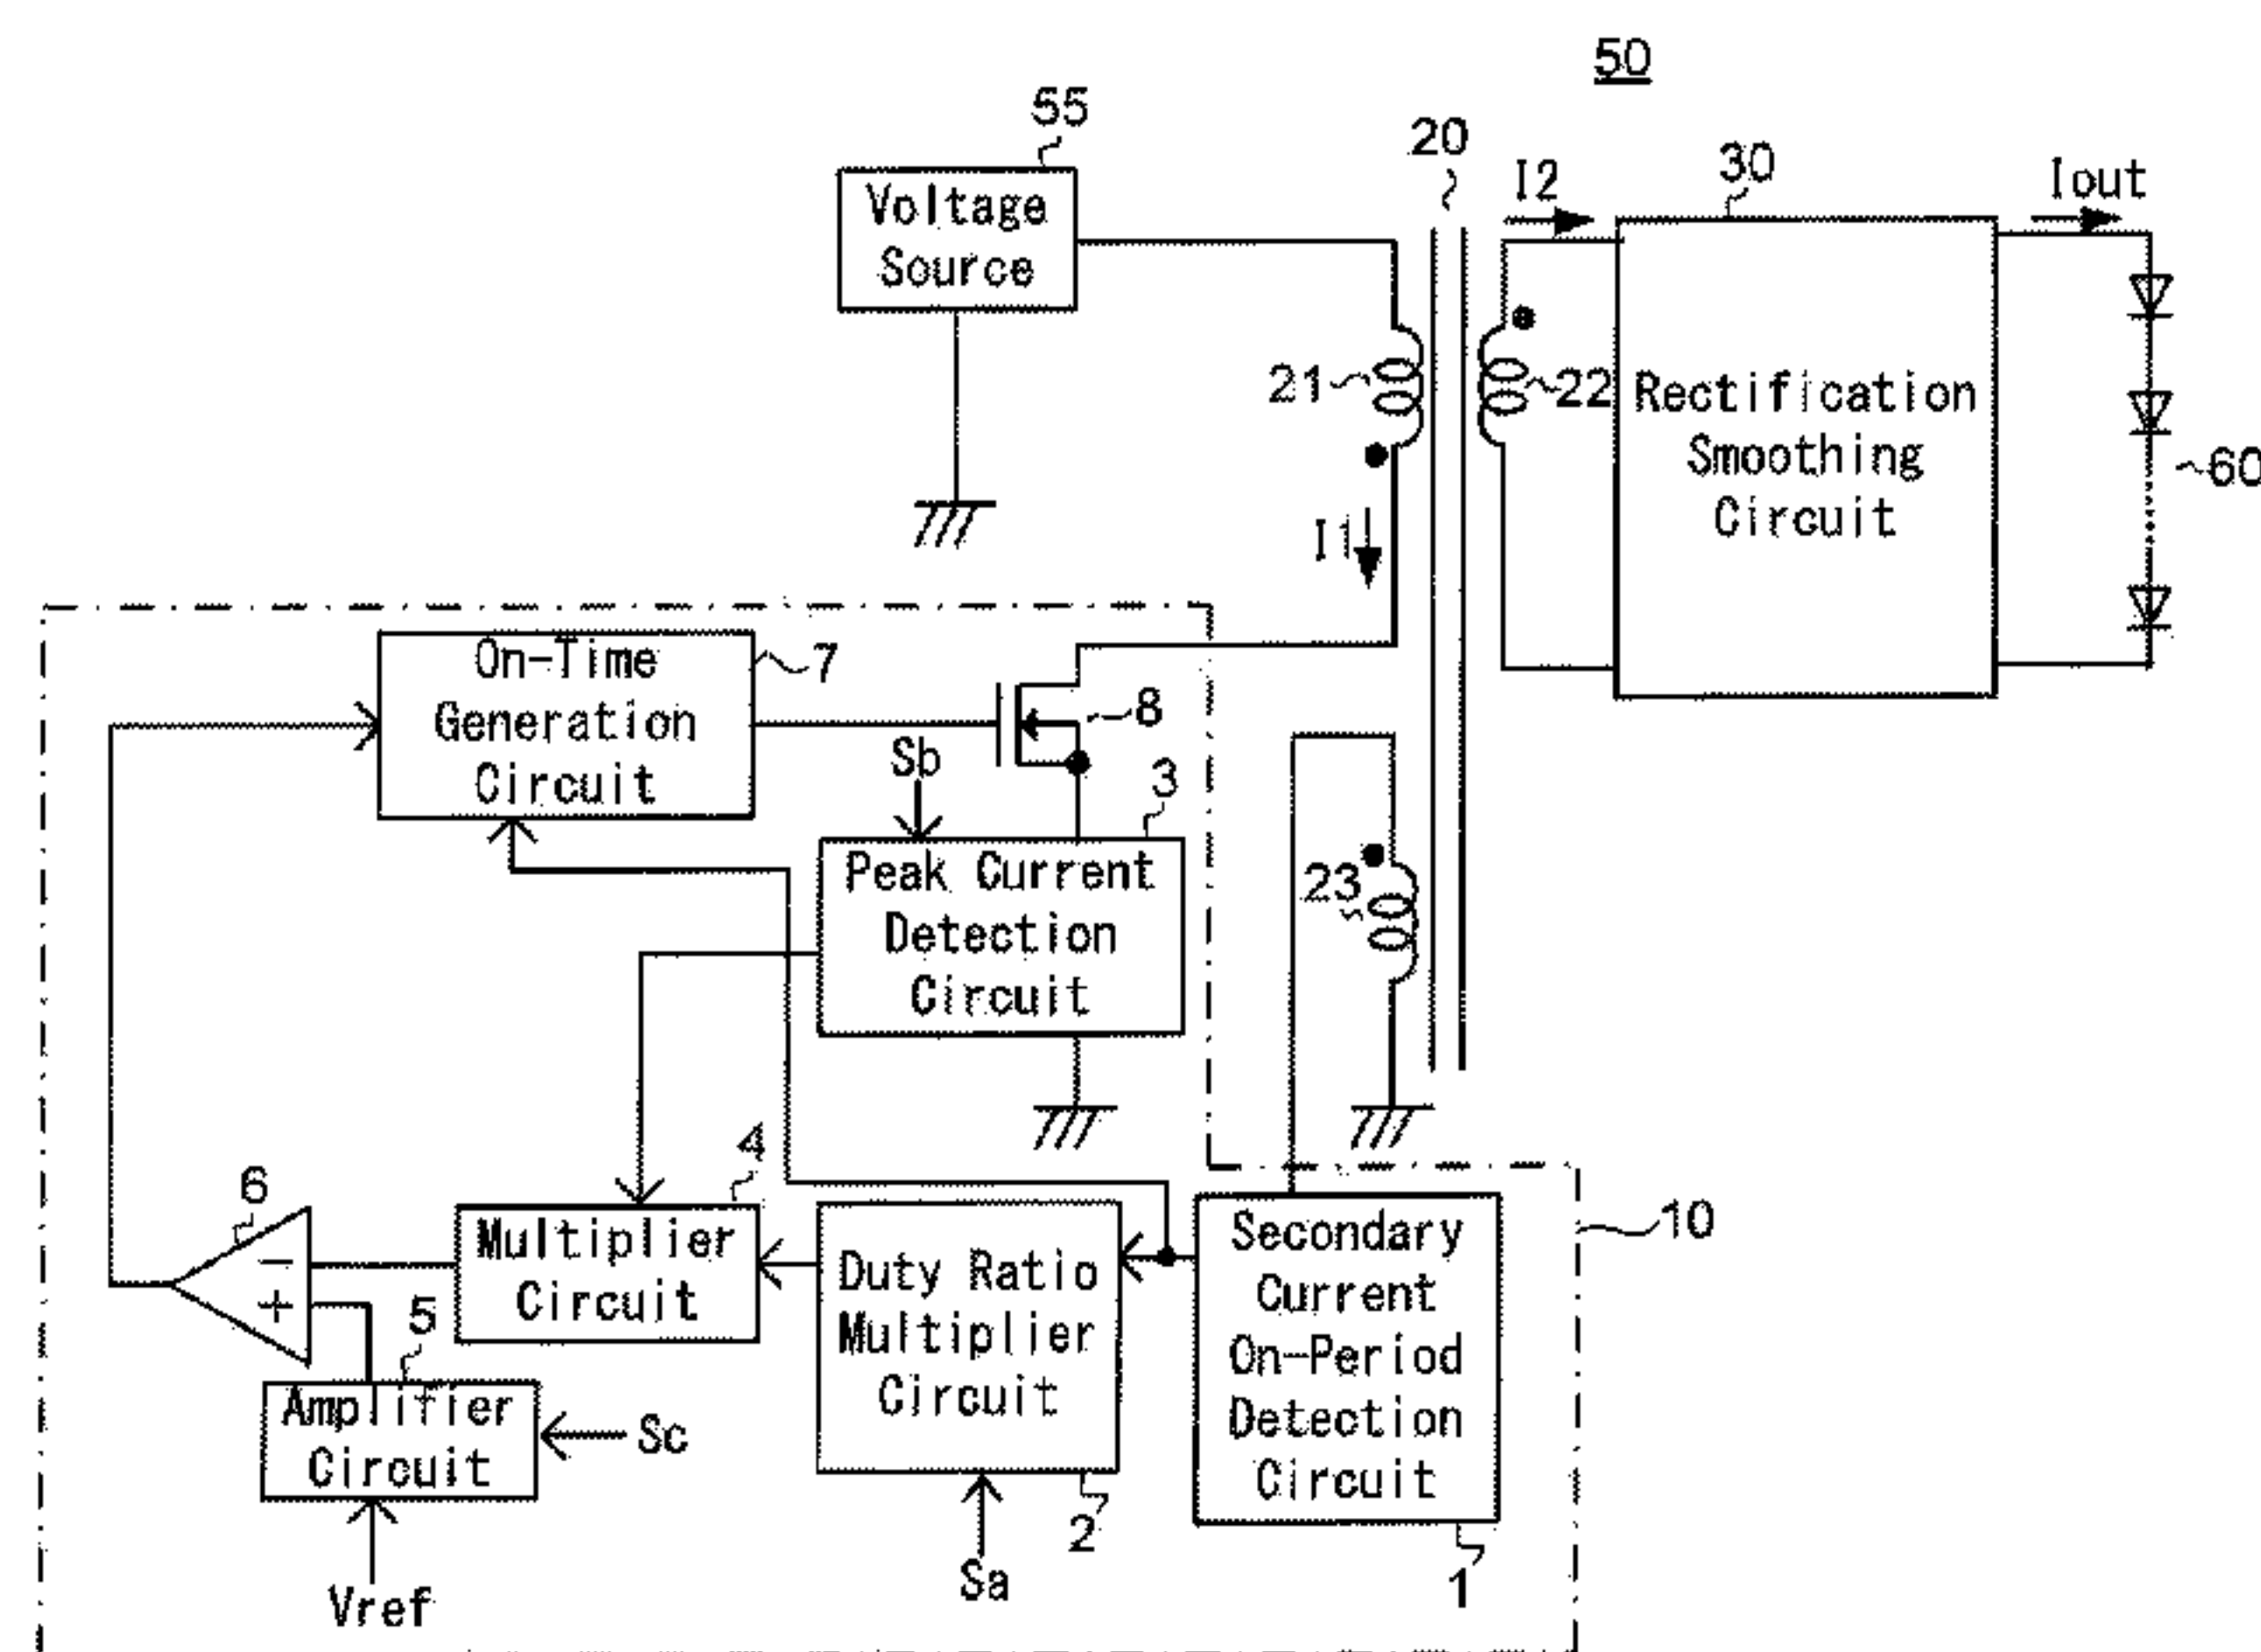 50
55
Voltage
Source
20
I2
30
Iout
21
22
Rectification
Smoothing
Circuit
60
I1
On-Time
Generation
Circuit
7
8
Sb
3
Peak Current
Detection
Circuit
23
4
6
Multiplier
Circuit
Duty Ratio
Multiplier
Circuit
Secondary
Current
On-Period
Detection
Circuit
10
−
+
5
Amplifier
Circuit
Sc
2
1
Sa
Vref